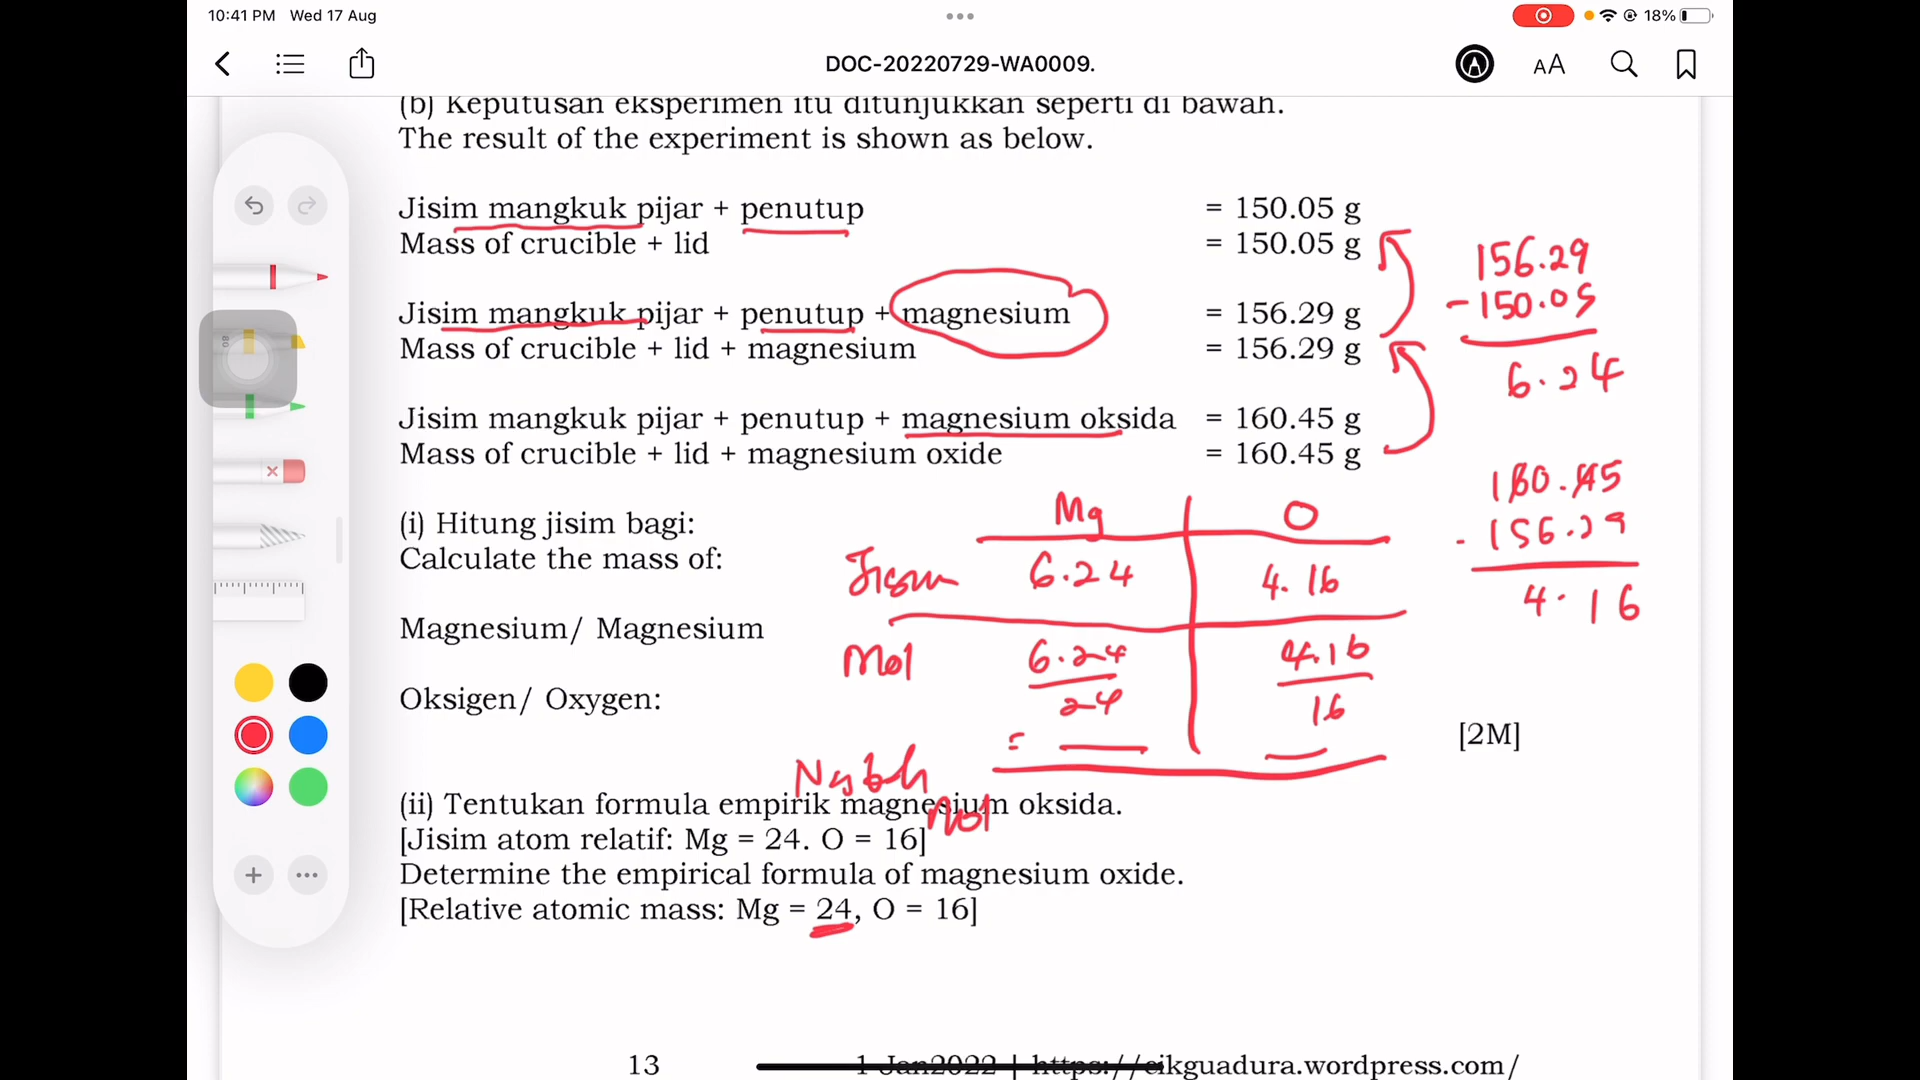 10:41 PM Wed 17 Aug
18%
DOC-20220729-WA0009.
AA
(b) Keputusan eksperimen itu ditunjukkan seperti di bawah.
The result of the experiment is shown as below.
Jisim mangkuk pijar + penutup = 150.05 g
Mass of crucible + lid = 150.05 g
156.29
- 150.05
6.24
Jisim mangkuk pijar + penutup + magnesium = 156.29 g
Mass of crucible + lid + magnesium = 156.29 g
Jisim mangkuk pijar + penutup + magnesium oksida = 160.45 g
Mass of crucible + lid + magnesium oxide = 160.45 g
160.45
- 156.29
4.16
(i) Hitung jisim bagi:
Calculate the mass of:
Mg O
Jisim 6.24 4.16
Magnesium/ Magnesium
Mol 6.24 4.16
24 16
=
Oksigen/ Oxygen:
[2M]
mol
(ii) Tentukan formula empirik magnesium oksida.
[Jisim atom relatif: Mg = 24. O = 16]
Determine the empirical formula of magnesium oxide.
[Relative atomic mass: Mg = 24, O = 16]
80
13 1 Jan2022 | https://cikguadura.wordpress.com/